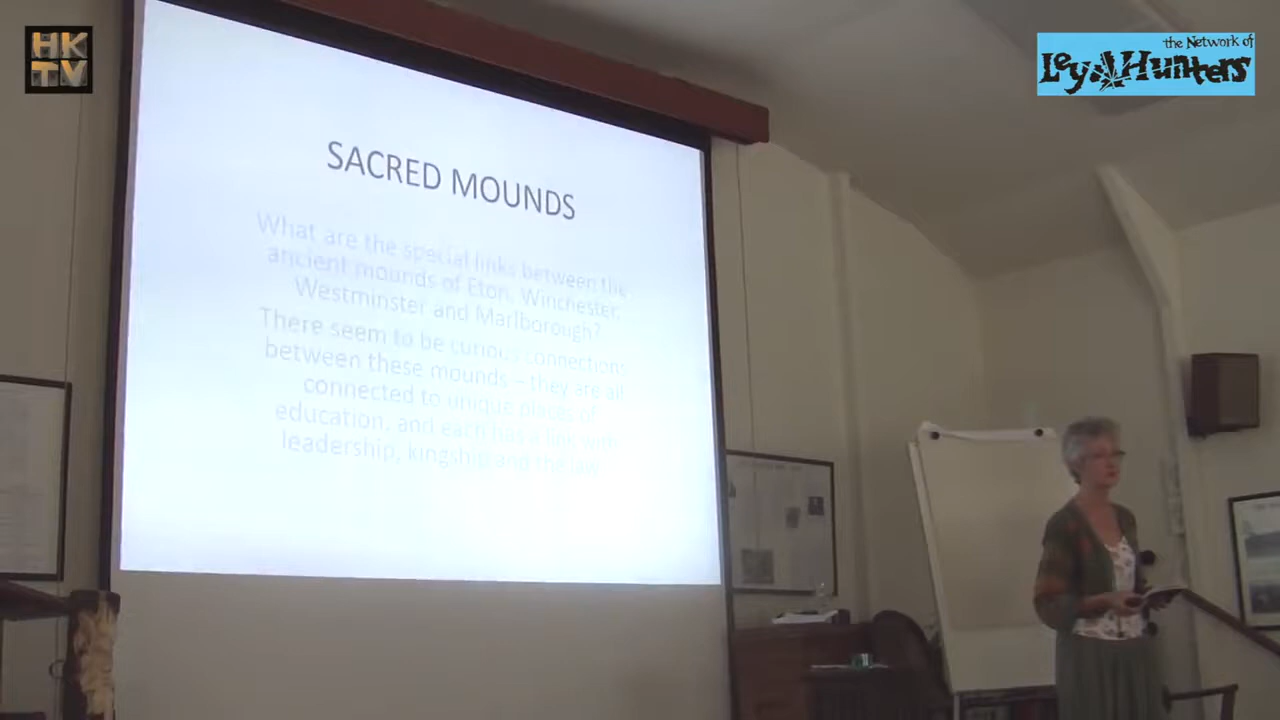 HK
TV
the Network of
Ley Hunters
SACRED MOUNDS
What are the special links between the
ancient mounds of Eton, Winchester,
Westminster and Marlborough?
There seem to be curious connections
between these mounds – they are all
connected to unique places of
education, and each has a link with
leadership, kingship and the law